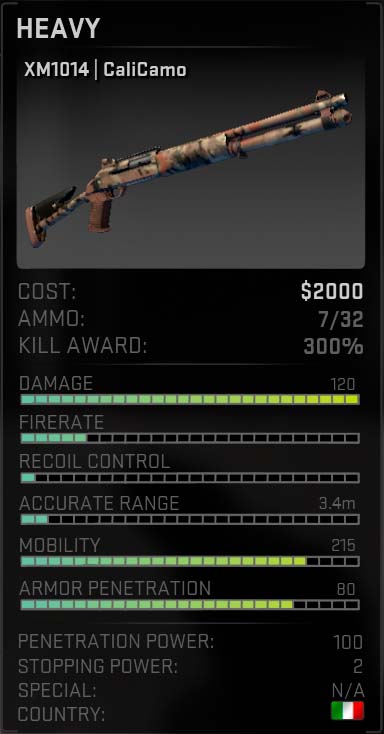 HEAVY
XM1014 | CaliCamo
COST: $2000
AMMO: 7/32
KILL AWARD: 300%
DAMAGE 120
FIRERATE
RECOIL CONTROL
ACCURATE RANGE 3.4m
MOBILITY 215
ARMOR PENETRATION 80
PENETRATION POWER: 100
STOPPING POWER: 2
SPECIAL: N/A
COUNTRY: